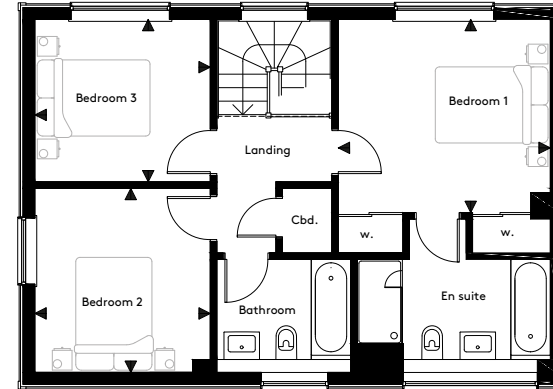 Bedroom 3
Bedroom 1
Landing
Cbd.
w.
w.
Bedroom 2
Bathroom
En suite